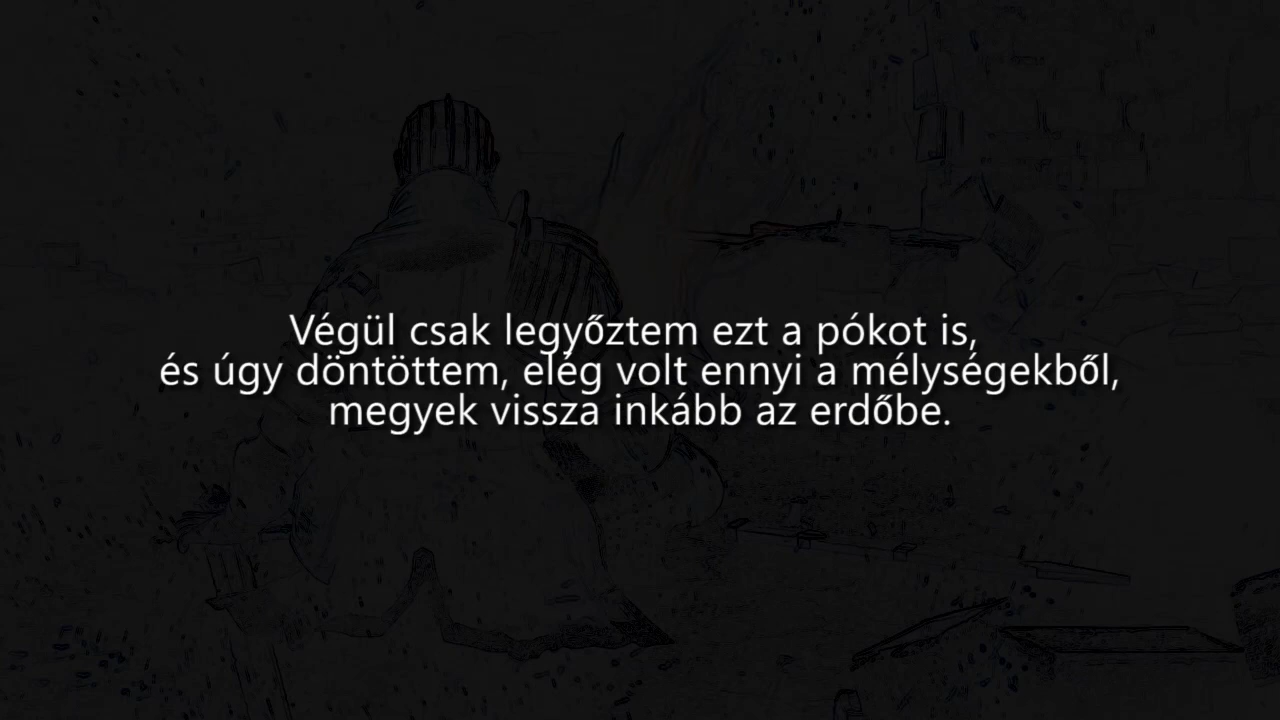 Végül csak legyőztem ezt a pókot is,
és úgy döntöttem, elég volt ennyi a mélységekből,
megyek vissza inkább az erdőbe.